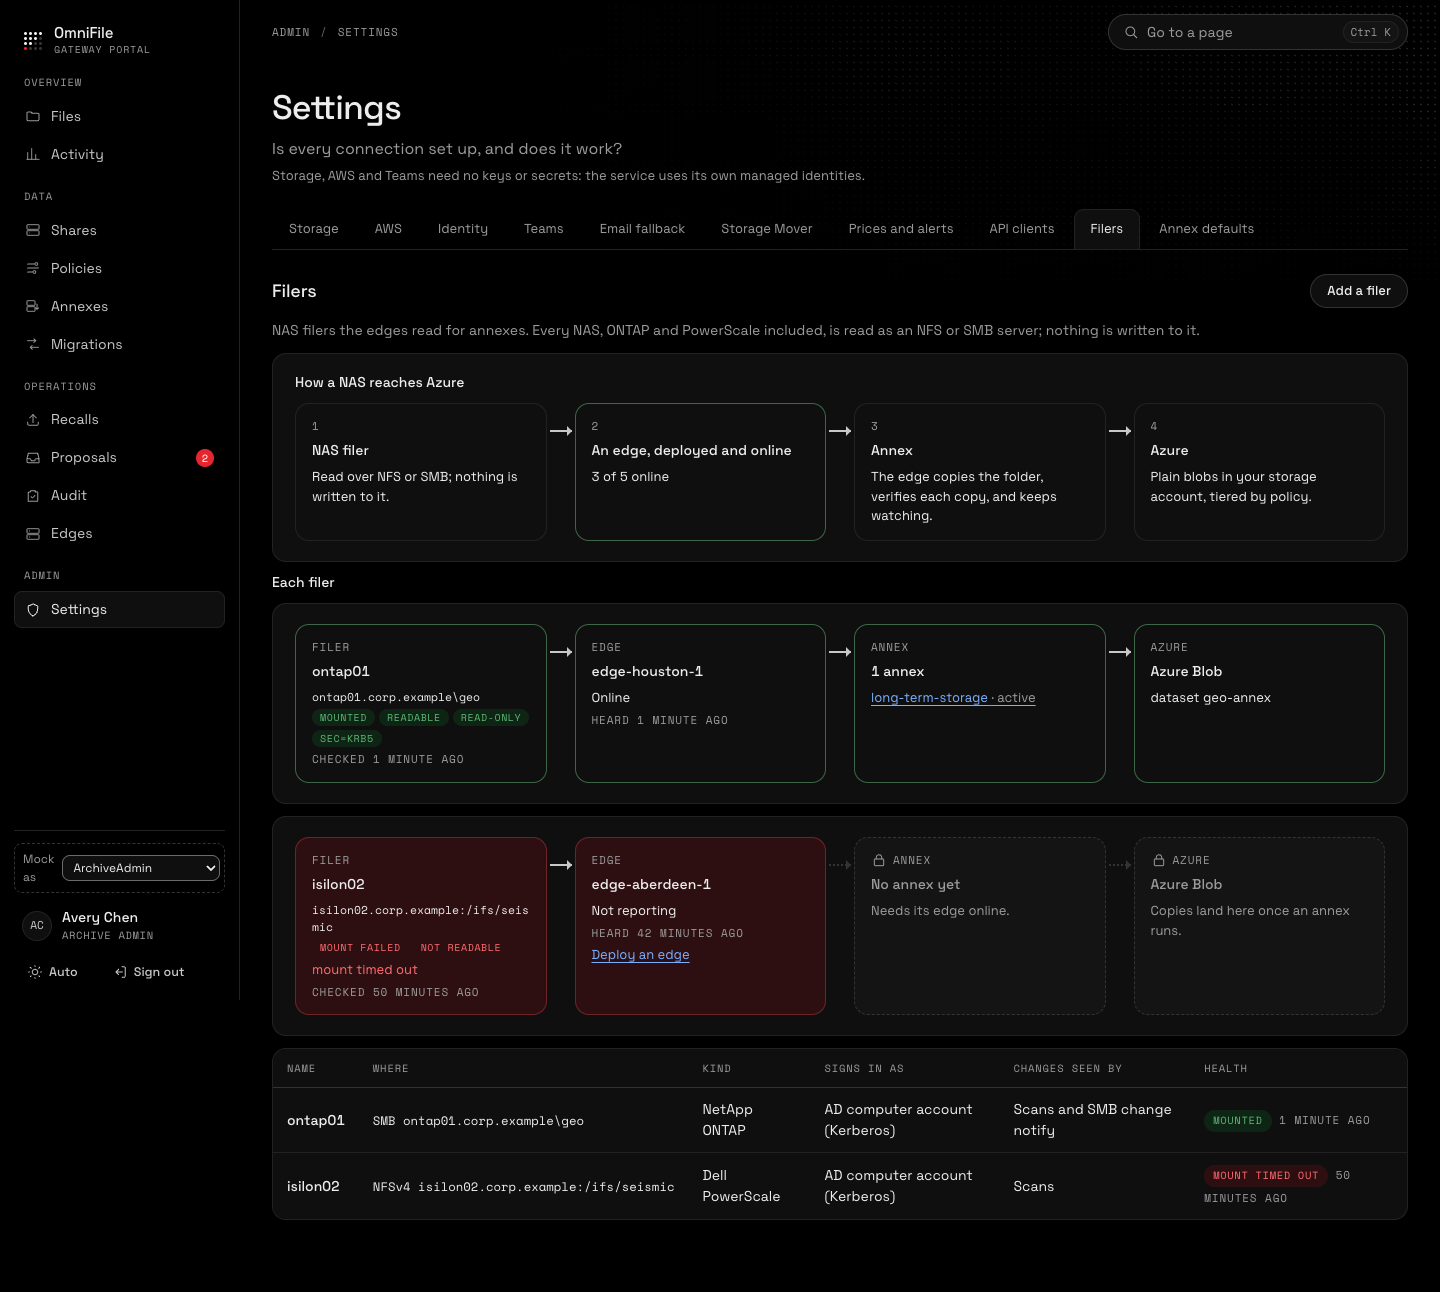 OmniFile
GATEWAY PORTAL
OVERVIEW
Files
Activity
DATA
Shares
Policies
Annexes
Migrations
OPERATIONS
Recalls
Proposals 2
Audit
Edges
ADMIN
Settings
Mock as ArchiveAdmin
AC
Avery Chen
ARCHIVE ADMIN
Auto Sign out
ADMIN / SETTINGS
Go to a page Ctrl K
Settings
Is every connection set up, and does it work?
Storage, AWS and Teams need no keys or secrets: the service uses its own managed identities.
Storage AWS Identity Teams Email fallback Storage Mover Prices and alerts API clients Filers Annex defaults
Filers
Add a filer
NAS filers the edges read for annexes. Every NAS, ONTAP and PowerScale included, is read as an NFS or SMB server; nothing is written to it.
How a NAS reaches Azure
1
NAS filer
Read over NFS or SMB; nothing is
written to it.
2
An edge, deployed and online
3 of 5 online
3
Annex
The edge copies the folder,
verifies each copy, and keeps
watching.
4
Azure
Plain blobs in your storage
account, tiered by policy.
Each filer
FILER
ontap01
ontap01.corp.example\geo
MOUNTED READABLE READ-ONLY
SEC=KRB5
CHECKED 1 MINUTE AGO
EDGE
edge-houston-1
Online
HEARD 1 MINUTE AGO
ANNEX
1 annex
long-term-storage · active
AZURE
Azure Blob
dataset geo-annex
FILER
isilon02
isilon02.corp.example:/ifs/seis
mic
MOUNT FAILED NOT READABLE
mount timed out
CHECKED 50 MINUTES AGO
EDGE
edge-aberdeen-1
Not reporting
HEARD 42 MINUTES AGO
Deploy an edge
ANNEX
No annex yet
Needs its edge online.
AZURE
Azure Blob
Copies land here once an annex
runs.
NAME WHERE KIND SIGNS IN AS CHANGES SEEN BY HEALTH
ontap01
SMB ontap01.corp.example\geo
NetApp
ONTAP
AD computer account
(Kerberos)
Scans and SMB change
notify
MOUNTED 1 MINUTE AGO
isilon02
NFSv4 isilon02.corp.example:/ifs/seismic
Dell
PowerScale
AD computer account
(Kerberos)
Scans
MOUNT TIMED OUT 50
MINUTES AGO